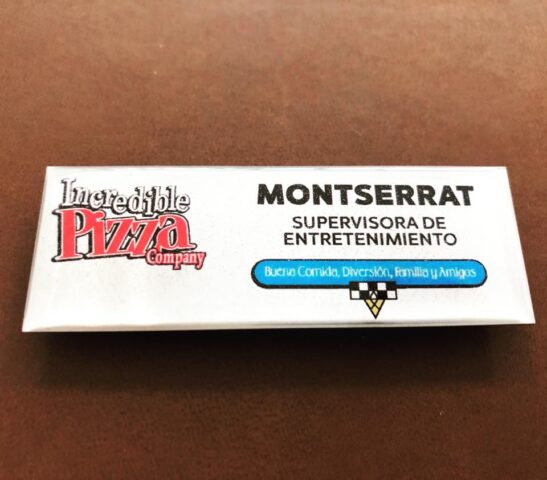 Incredible
Pizza
Company
MONTSERRAT
SUPERVISORA DE
ENTRETENIMIENTO
Buena Comida, Diversión, Familia y Amigos